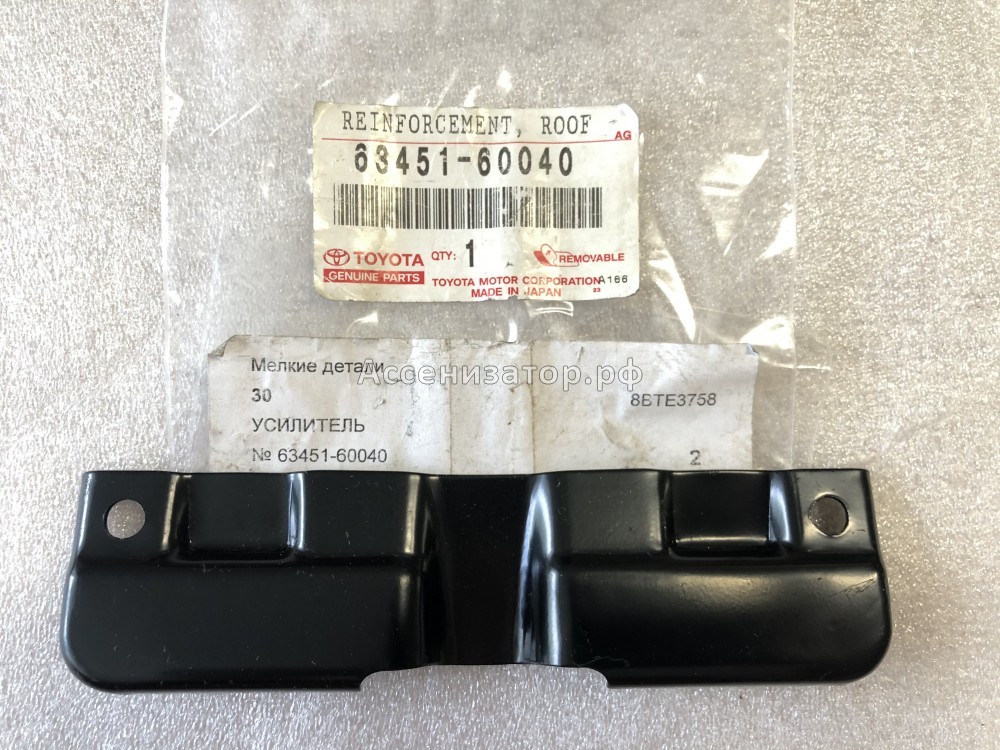 REINFORCEMENT, ROOF
AG
63451-60040
TOYOTA QTY: 1 REMOVABLE
GENUINE PARTS TOYOTA MOTOR CORPORATION A166
MADE IN JAPAN 23
Мелкие детали
Ассенизатор.рф
30 8BTE3758
УСИЛИТЕЛЬ
№ 63451-60040 2